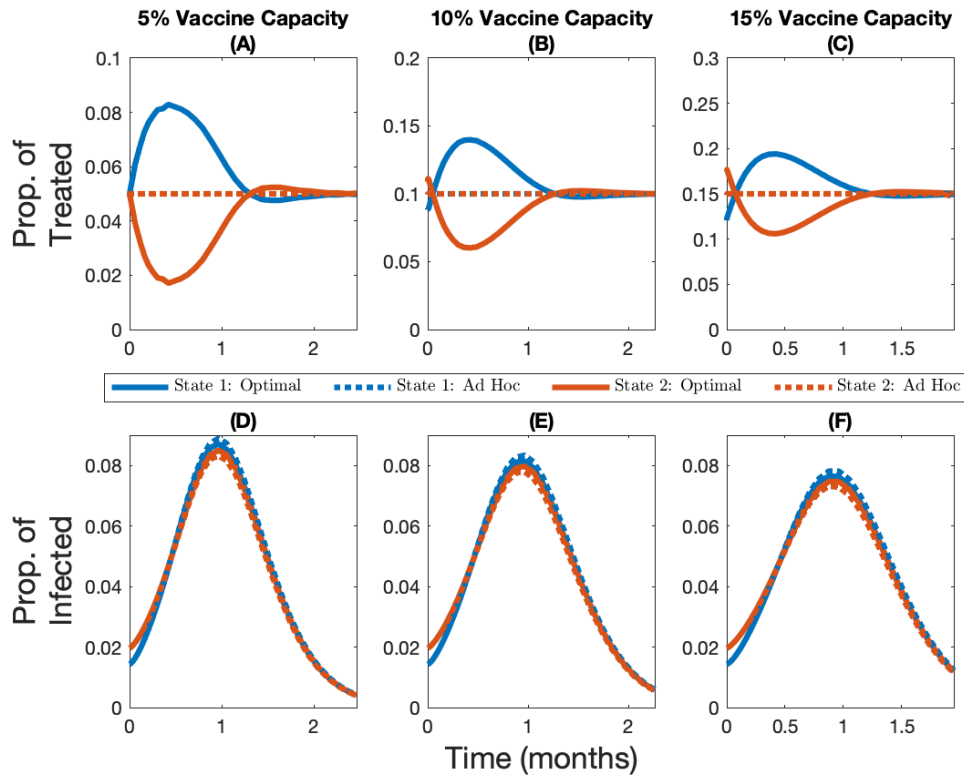 5% Vaccine Capacity
(A)
10% Vaccine Capacity
(B)
15% Vaccine Capacity
(C)
Prop. of
Treated
0.1
0.08
0.06
0.04
0.02
0
0 1 2
0.2
0.15
0.1
0.05
0
0 1 2
0.3
0.25
0.2
0.15
0.1
0.05
0
0 0.5 1 1.5
State 1: Optimal State 1: Ad Hoc State 2: Optimal State 2: Ad Hoc
(D)
(E)
(F)
Prop. of
Infected
0.08
0.06
0.04
0.02
0
0 1 2
0.08
0.06
0.04
0.02
0
0 1 2
0.08
0.06
0.04
0.02
0
0 0.5 1 1.5
Time (months)